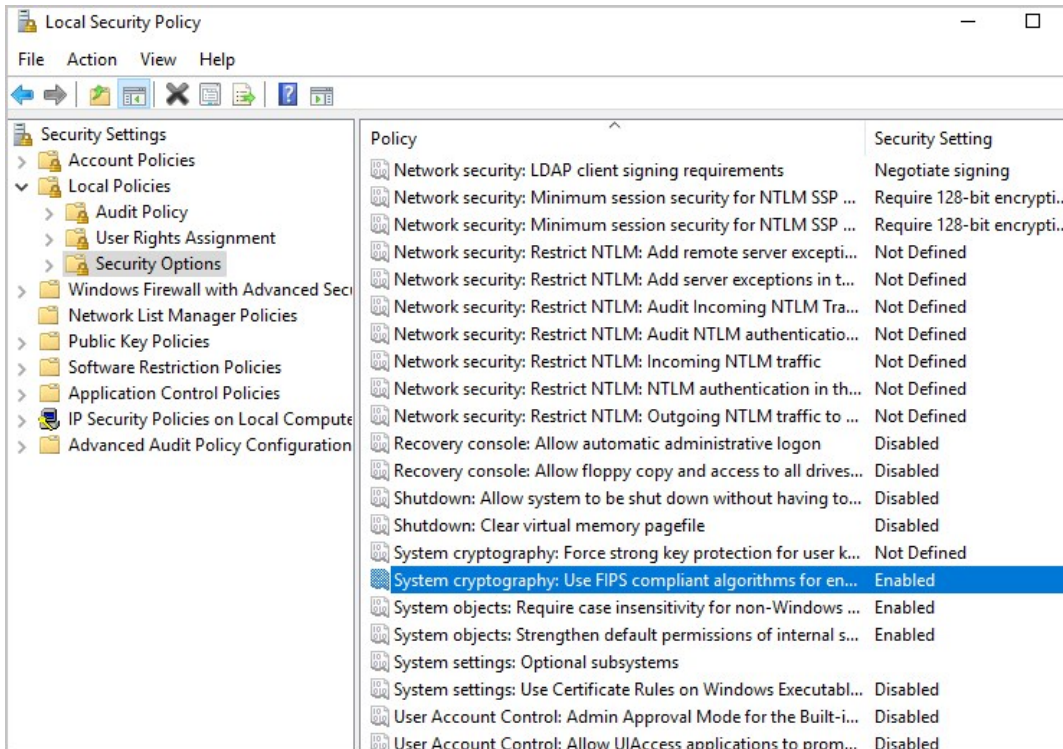 Local Security Policy
File Action View Help
Security Settings
Account Policies
Local Policies
Audit Policy
User Rights Assignment
Security Options
Windows Firewall with Advanced Secu
Network List Manager Policies
Public Key Policies
Software Restriction Policies
Application Control Policies
IP Security Policies on Local Compute
Advanced Audit Policy Configuration
Policy Security Setting
Network security: LDAP client signing requirements Negotiate signing
Network security: Minimum session security for NTLM SSP ... Require 128-bit encrypti...
Network security: Minimum session security for NTLM SSP ... Require 128-bit encrypti...
Network security: Restrict NTLM: Add remote server excepti... Not Defined
Network security: Restrict NTLM: Add server exceptions in t... Not Defined
Network security: Restrict NTLM: Audit Incoming NTLM Tra... Not Defined
Network security: Restrict NTLM: Audit NTLM authenticatio... Not Defined
Network security: Restrict NTLM: Incoming NTLM traffic Not Defined
Network security: Restrict NTLM: NTLM authentication in th... Not Defined
Network security: Restrict NTLM: Outgoing NTLM traffic to ... Not Defined
Recovery console: Allow automatic administrative logon Disabled
Recovery console: Allow floppy copy and access to all drives... Disabled
Shutdown: Allow system to be shut down without having to... Disabled
Shutdown: Clear virtual memory pagefile Disabled
System cryptography: Force strong key protection for user k... Not Defined
System cryptography: Use FIPS compliant algorithms for en... Enabled
System objects: Require case insensitivity for non-Windows ... Enabled
System objects: Strengthen default permissions of internal s... Enabled
System settings: Optional subsystems
System settings: Use Certificate Rules on Windows Executabl... Disabled
User Account Control: Admin Approval Mode for the Built-i... Disabled
User Account Control: Allow UIAccess applications to prom... Disabled